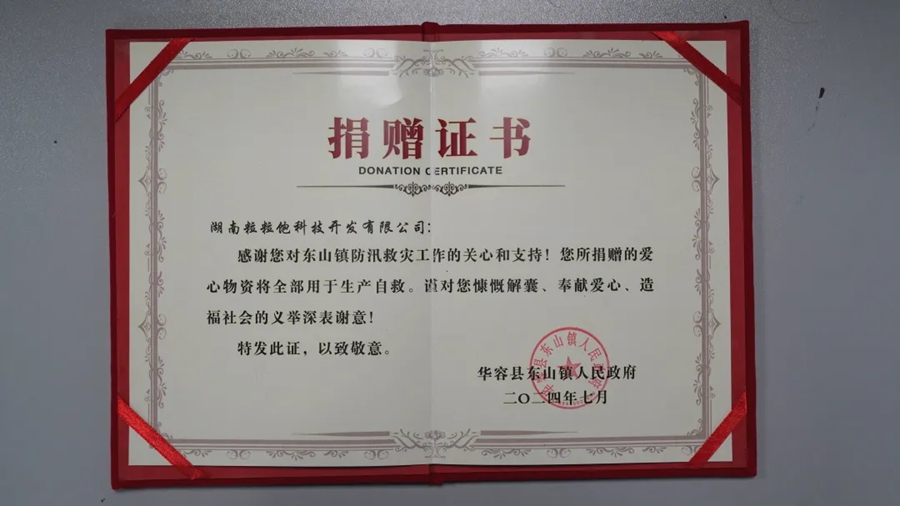 捐赠证书
DONATION CERTIFICATE
湖南粒粒饱科技开发有限公司：
感谢您对东山镇防汛救灾工作的关心和支持！您所捐赠的爱
心物资将全部用于生产自救。谨对您慷慨解囊、奉献爱心、造
福社会的义举深表谢意！
特发此证，以致敬意。
华容县东山镇人民政府
二〇二四年七月